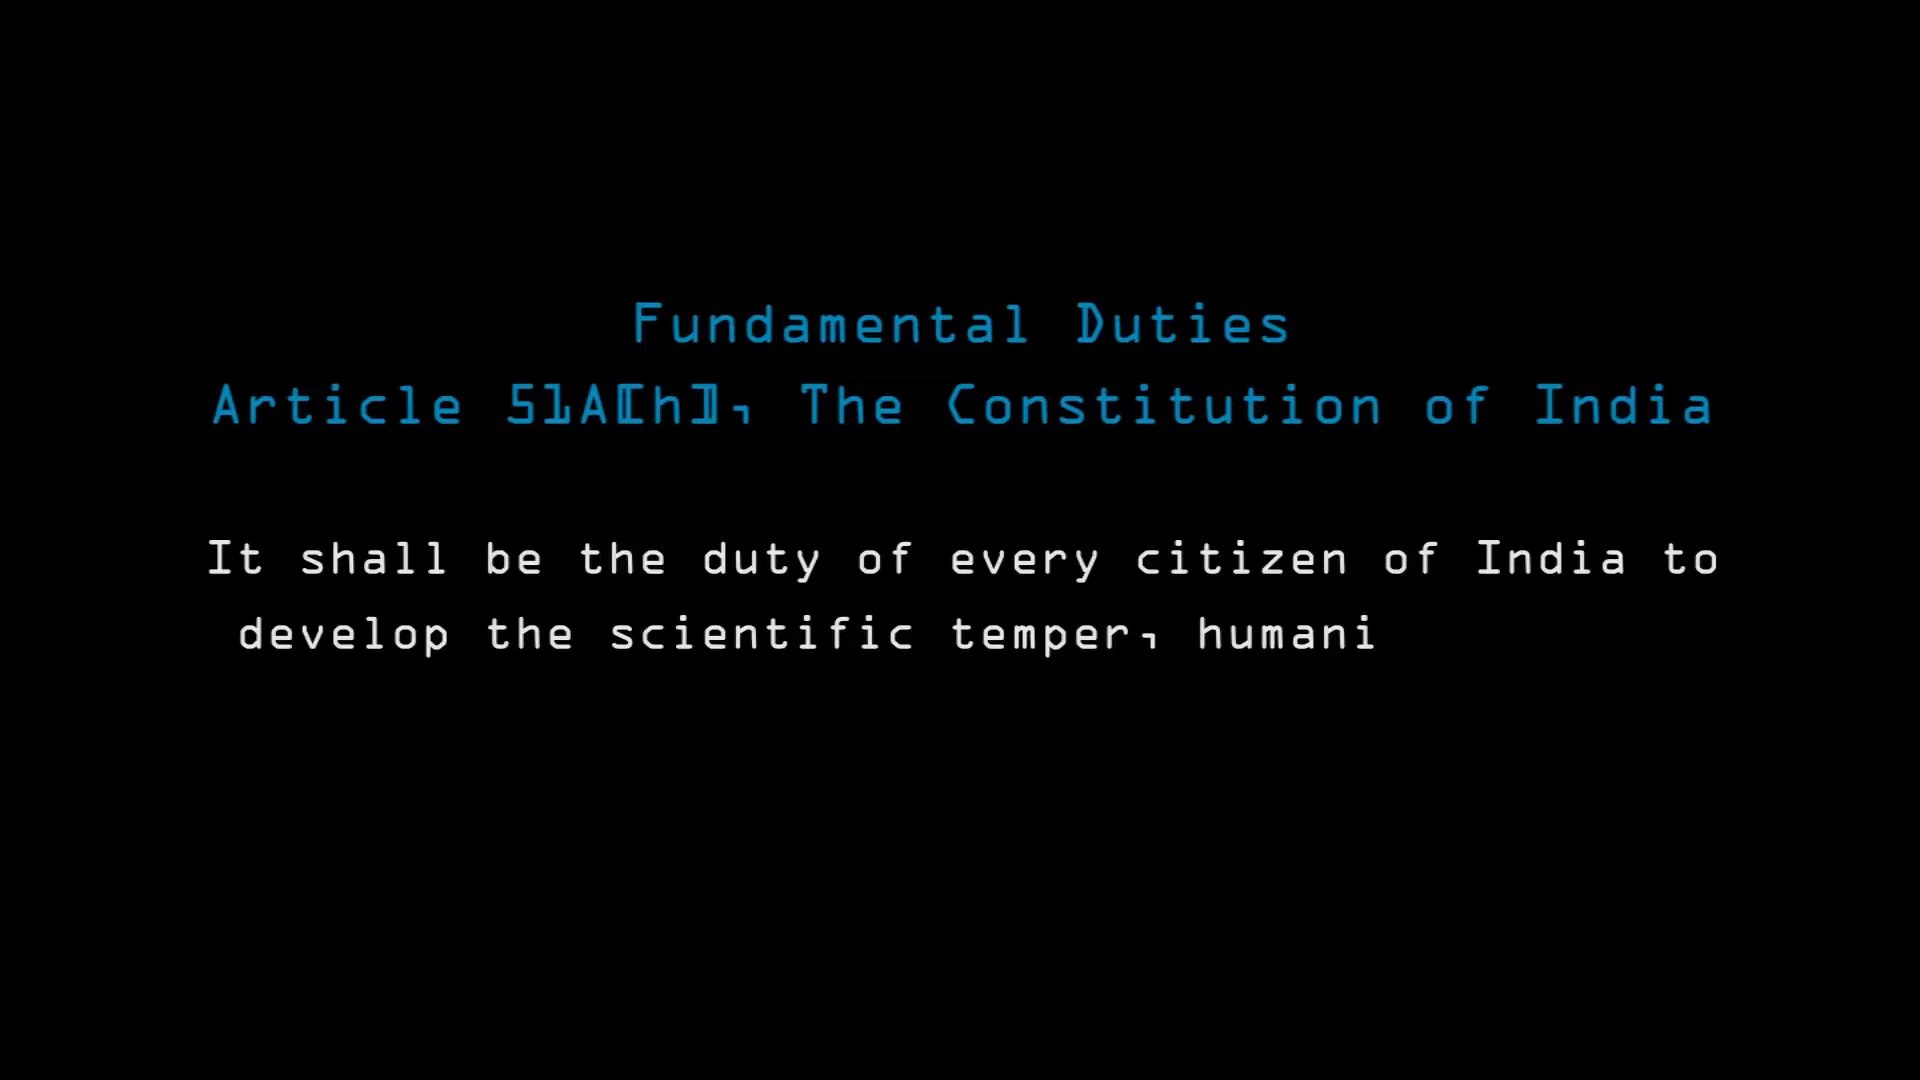 Fundamental Duties
Article 51A[h], The Constitution of India
It shall be the duty of every citizen of India to
develop the scientific temper, humani